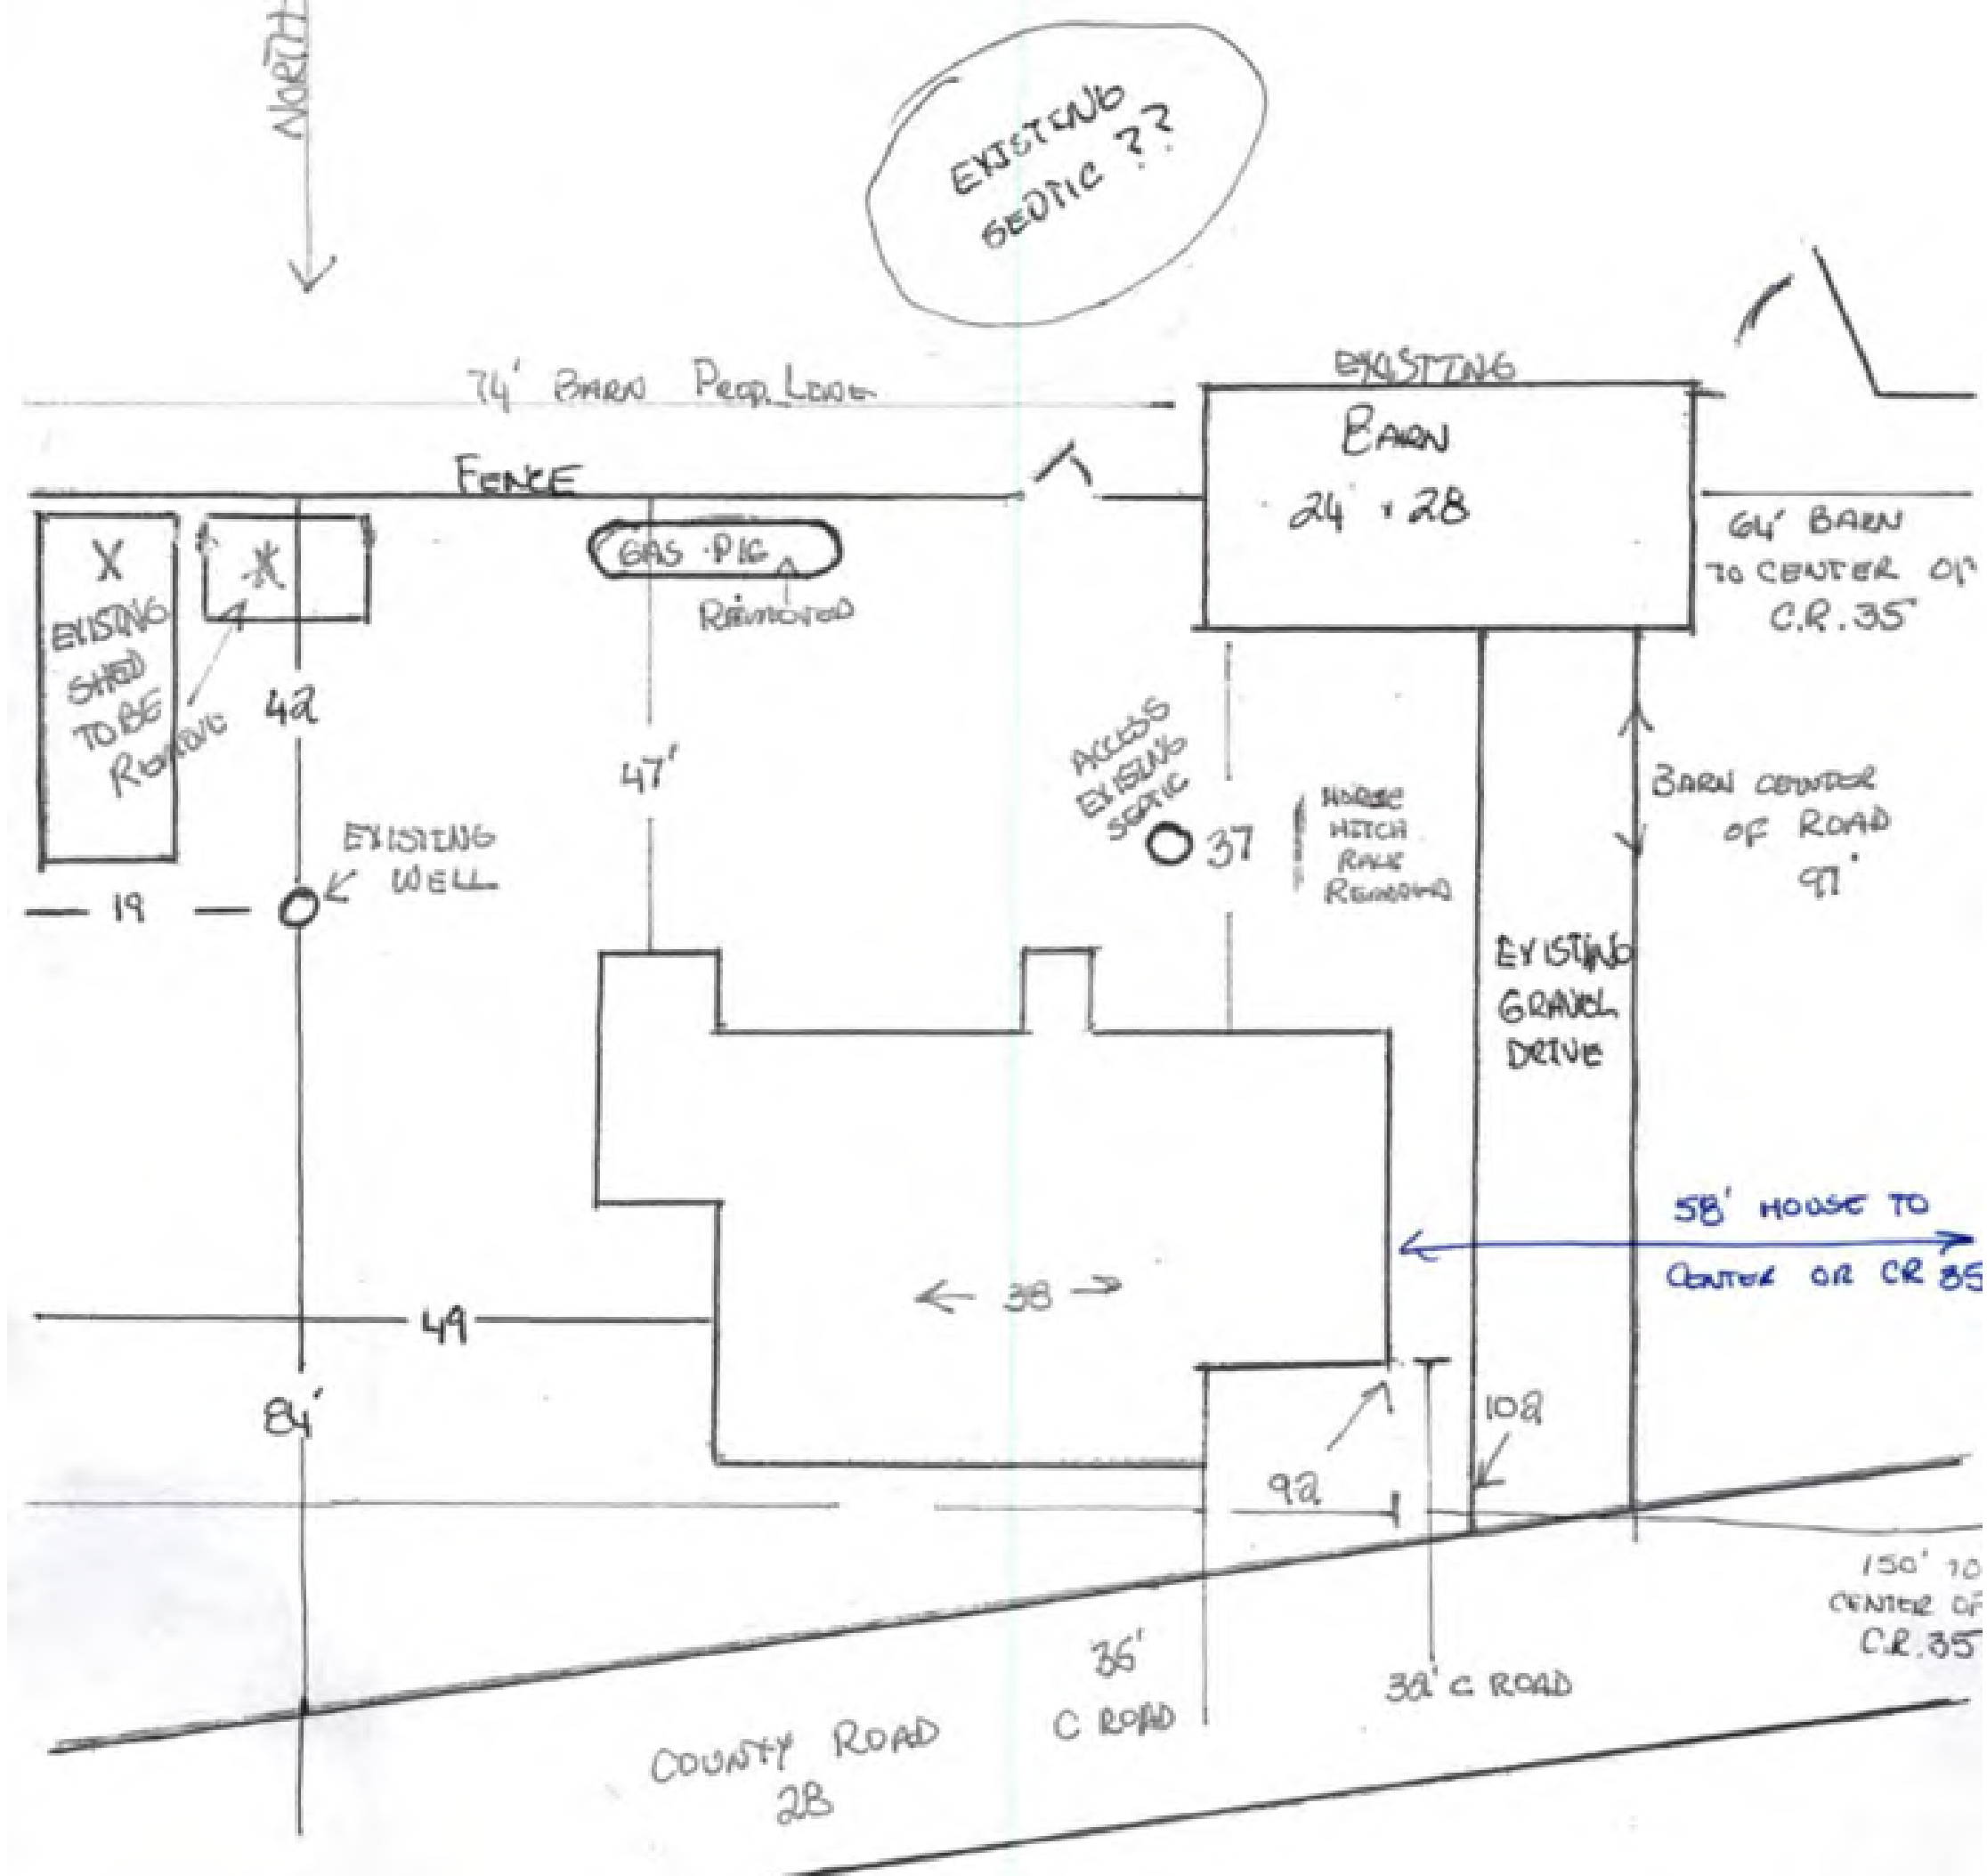 NORTH
EXISTING
SEPTIC ??
74' BARN PROP. LINE
EXISTING
BARN
24' x 28
FENCE
X
EXISTING
SHED
TO BE
REMOVE
42
GAS PIG
REMOVED
64' BARN
TO CENTER OF
C.R. 35
47'
ACCESS
EXISTING
SEPTIC
37
HORSE
HITCH
REMOVED
BARN CENTER
OF ROAD
97'
EXISTING
WELL
19
EXISTING
GRAVEL
DRIVE
58' HOUSE TO
CENTER OR CR 35
38
49
84'
102
92
150' TO
CENTER OF
C.R. 35
36'
C ROAD
32' C ROAD
COUNTY ROAD
28